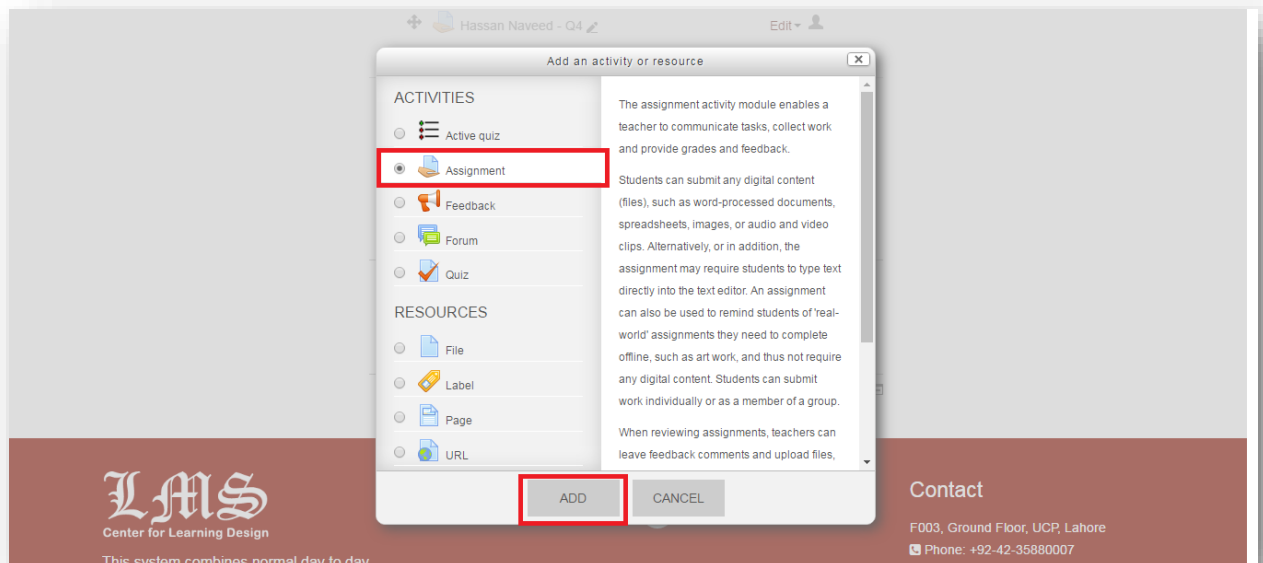 Hassan Naveed - Q4
Edit
Add an activity or resource
ACTIVITIES
Active quiz
Assignment
Feedback
Forum
Quiz
RESOURCES
File
Label
Page
URL
The assignment activity module enables a
teacher to communicate tasks, collect work
and provide grades and feedback.
Students can submit any digital content
(files), such as word-processed documents,
spreadsheets, images, or audio and video
clips. Alternatively, or in addition, the
assignment may require students to type text
directly into the text editor. An assignment
can also be used to remind students of 'real-
world' assignments they need to complete
offline, such as art work, and thus not require
any digital content. Students can submit
work individually or as a member of a group.
When reviewing assignments, teachers can
leave feedback comments and upload files,
ADD
CANCEL
LMS
Center for Learning Design
This system combines normal day to day
Contact
F003, Ground Floor, UCP, Lahore
Phone: +92-42-35880007